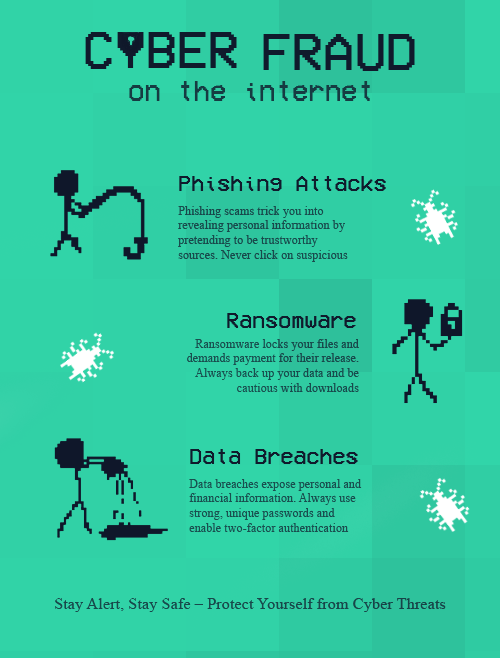 CYBER FRAUD
on the internet
Phishing Attacks
Phishing scams trick you into
revealing personal information by
pretending to be trustworthy
sources. Never click on suspicious
Ransomware
Ransomware locks your files and
demands payment for their release.
Always back up your data and be
cautious with downloads
Data Breaches
Data breaches expose personal and
financial information. Always use
strong, unique passwords and
enable two-factor authentication
Stay Alert, Stay Safe – Protect Yourself from Cyber Threats